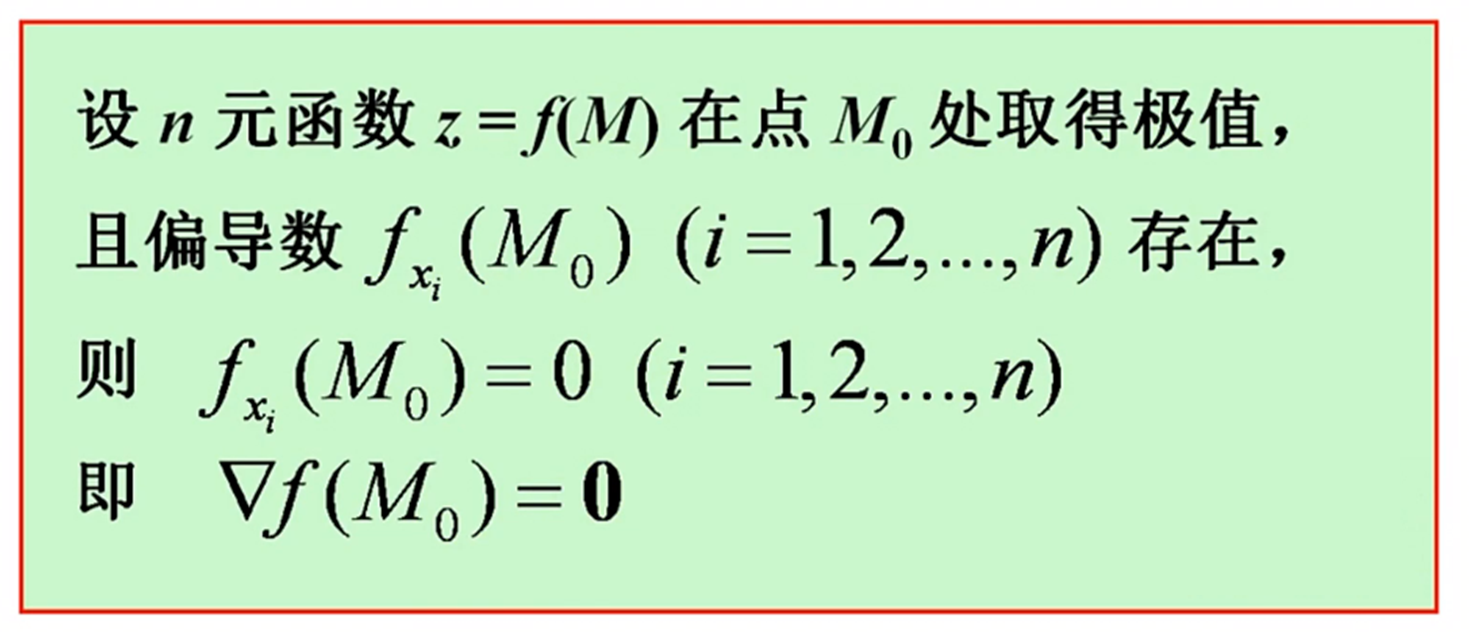 设 n 元函数 z = f(M) 在点 M₀ 处取得极值，
且偏导数 f_{x_i}(M₀) (i = 1,2,...,n) 存在，
则 f_{x_i}(M₀) = 0 (i = 1,2,...,n)
即 ∇f(M₀) = 0